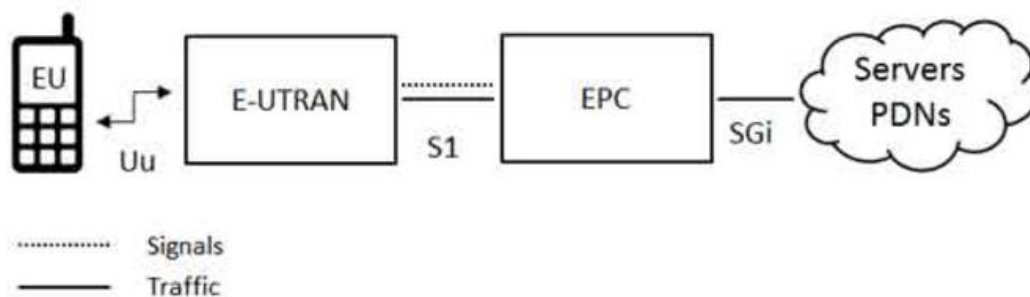 EU
Uu
E-UTRAN
S1
EPC
SGi
Servers
PDNs
Signals
Traffic